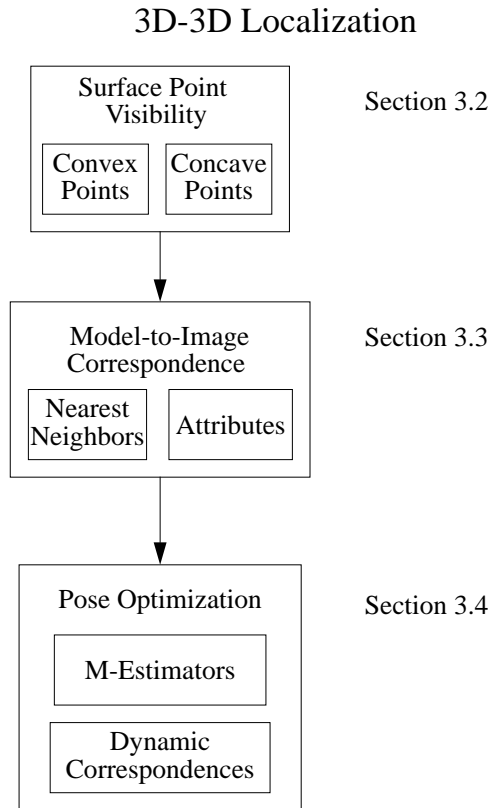 3D-3D Localization
Surface Point
Visibility
Section 3.2
Convex
Points
Concave
Points
Model-to-Image
Correspondence
Section 3.3
Nearest
Neighbors
Attributes
Pose Optimization
Section 3.4
M-Estimators
Dynamic
Correspondences